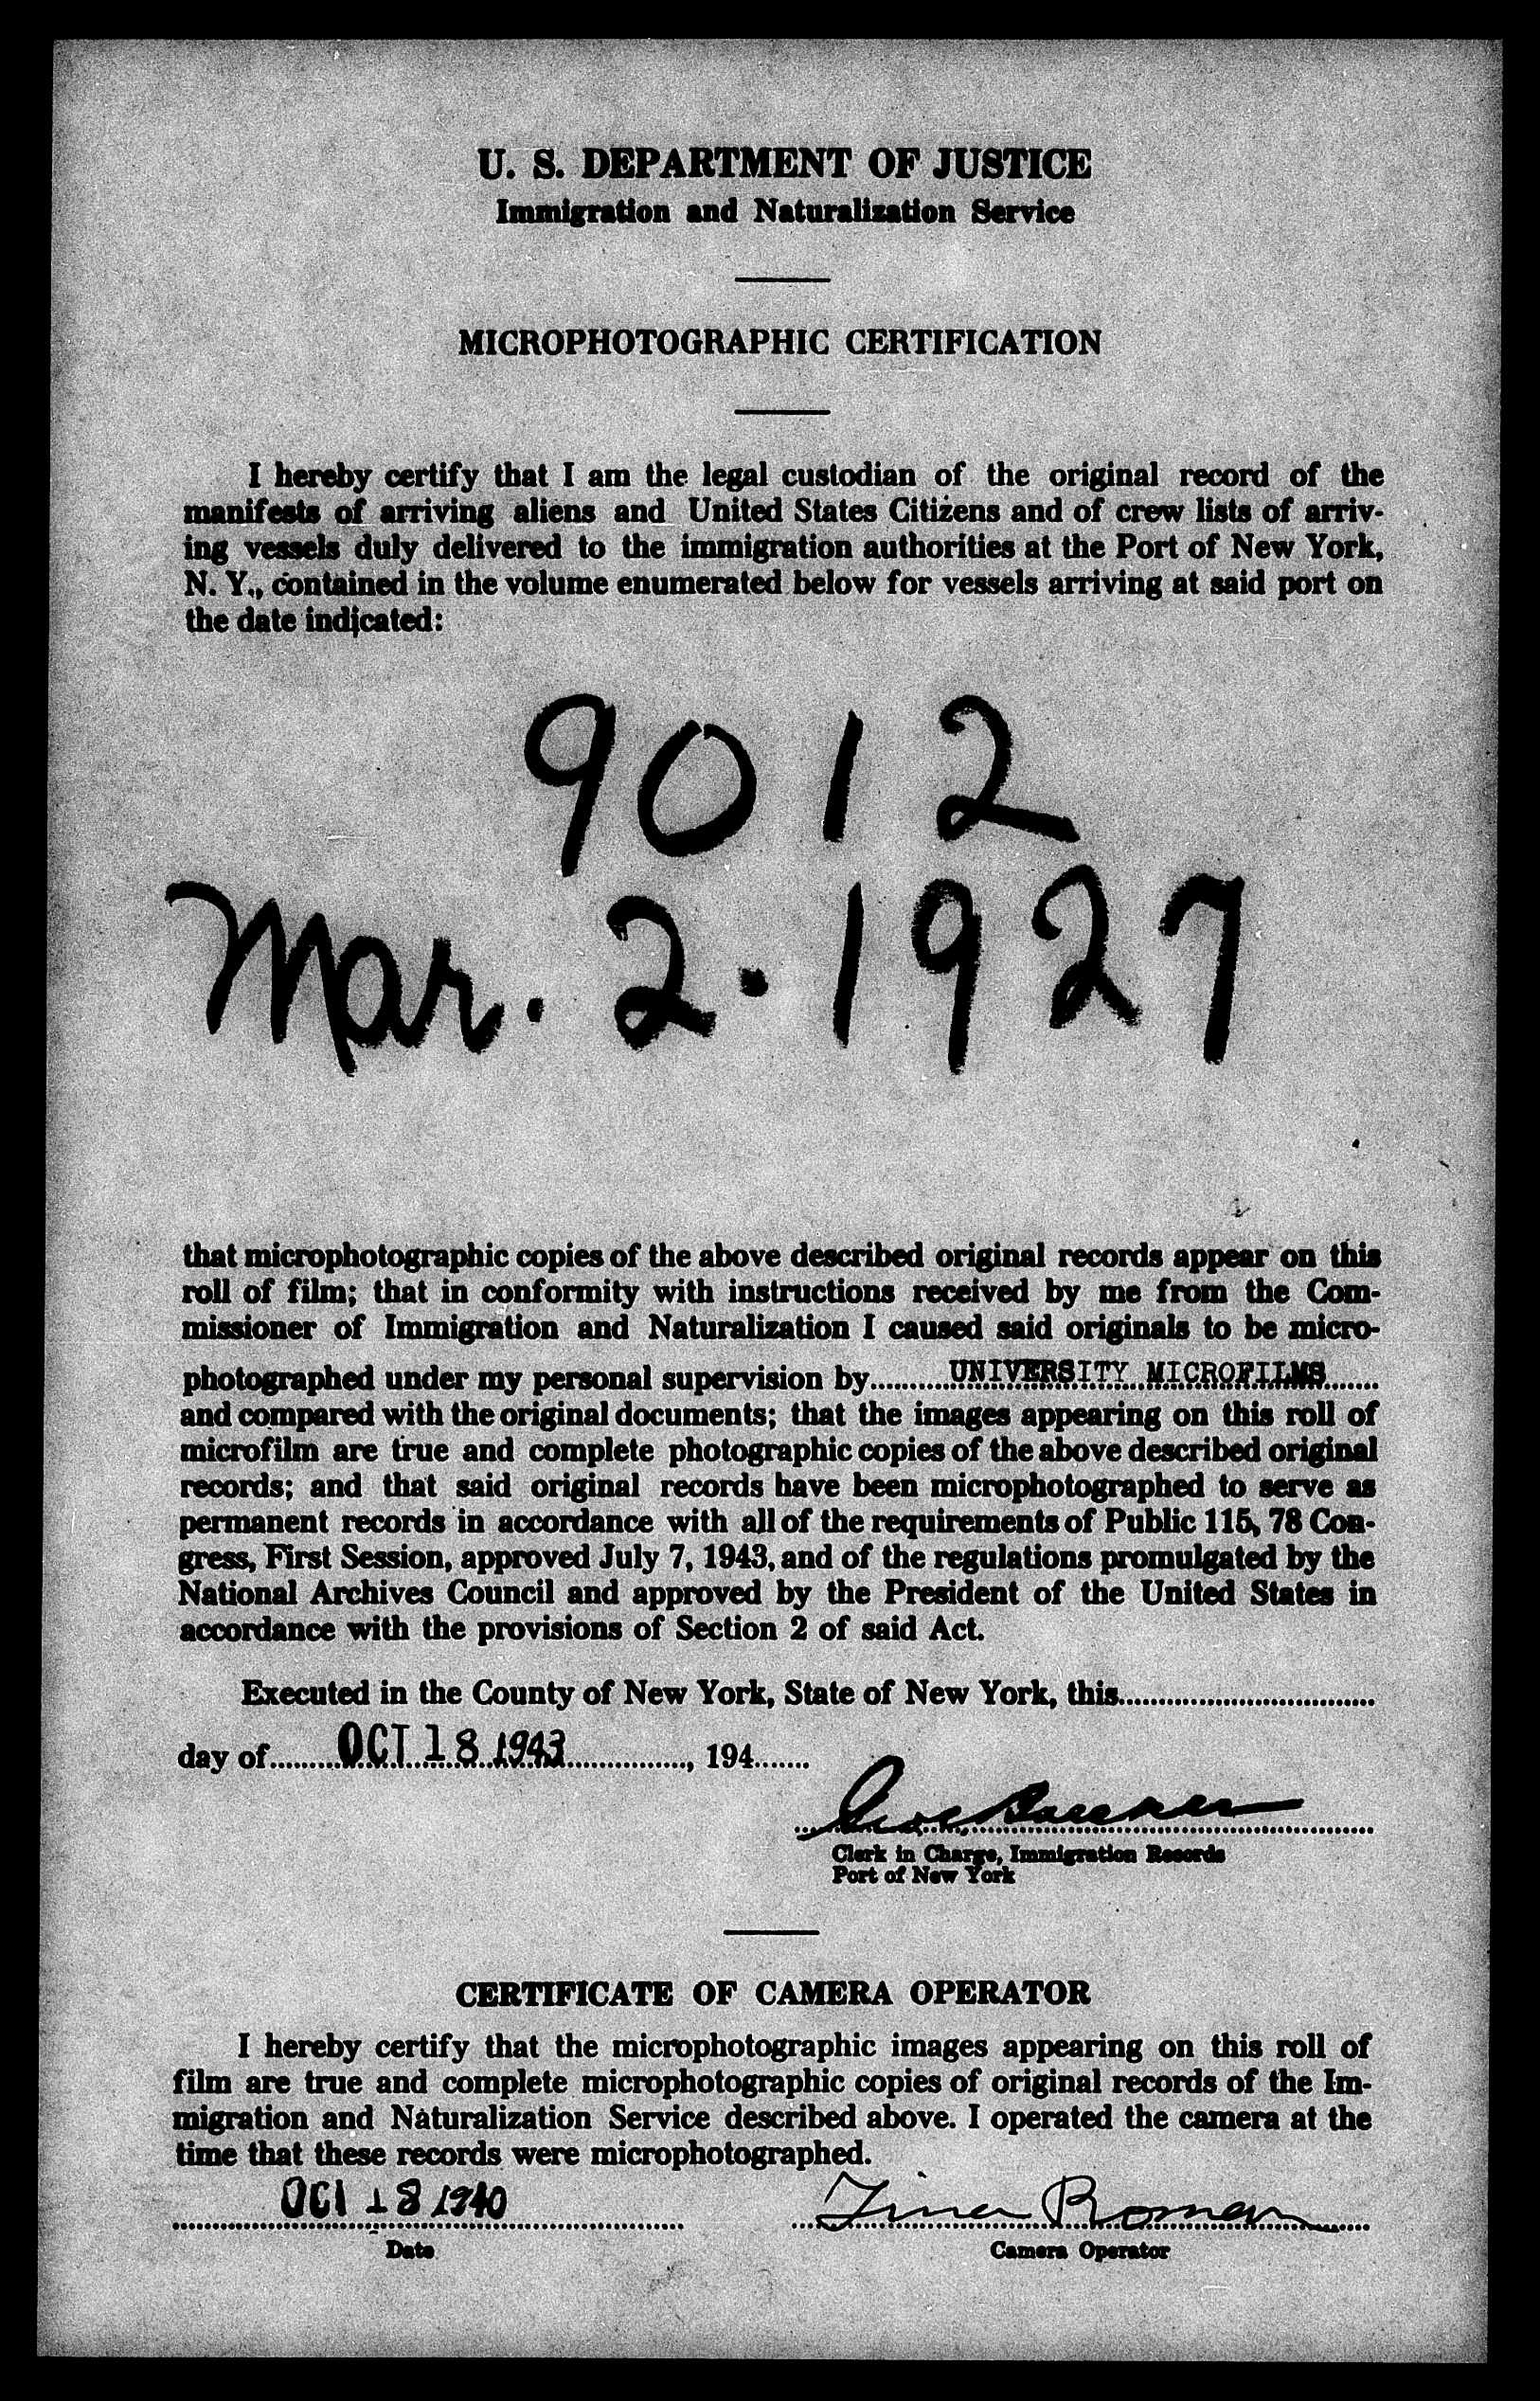 U. S. DEPARTMENT OF JUSTICE
Immigration and Naturalization Service
MICROPHOTOGRAPHIC CERTIFICATION
I hereby certify that I am the legal custodian of the original record of the
manifests of arriving aliens and United States Citizens and of crew lists of arriv-
ing vessels duly delivered to the immigration authorities at the Port of New York,
N. Y., contained in the volume enumerated below for vessels arriving at said port on
the date indicated:
9012
Mar. 2. 1927
that microphotographic copies of the above described original records appear on this
roll of film; that in conformity with instructions received by me from the Com-
missioner of Immigration and Naturalization I caused said originals to be micro-
photographed under my personal supervision by UNIVERSITY MICROFILMS
and compared with the original documents; that the images appearing on this roll of
microfilm are true and complete photographic copies of the above described original
records; and that said original records have been microphotographed to serve as
permanent records in accordance with all of the requirements of Public 115, 78 Con-
gress, First Session, approved July 7, 1943, and of the regulations promulgated by the
National Archives Council and approved by the President of the United States in
accordance with the provisions of Section 2 of said Act.
Executed in the County of New York, State of New York, this
day of OCT 18 1943, 194
Clerk in Charge, Immigration Records
Port of New York
CERTIFICATE OF CAMERA OPERATOR
I hereby certify that the microphotographic images appearing on this roll of
film are true and complete microphotographic copies of original records of the Im-
migration and Naturalization Service described above. I operated the camera at the
time that these records were microphotographed.
OCT 18 1940 Tina Roman
Date Camera Operator